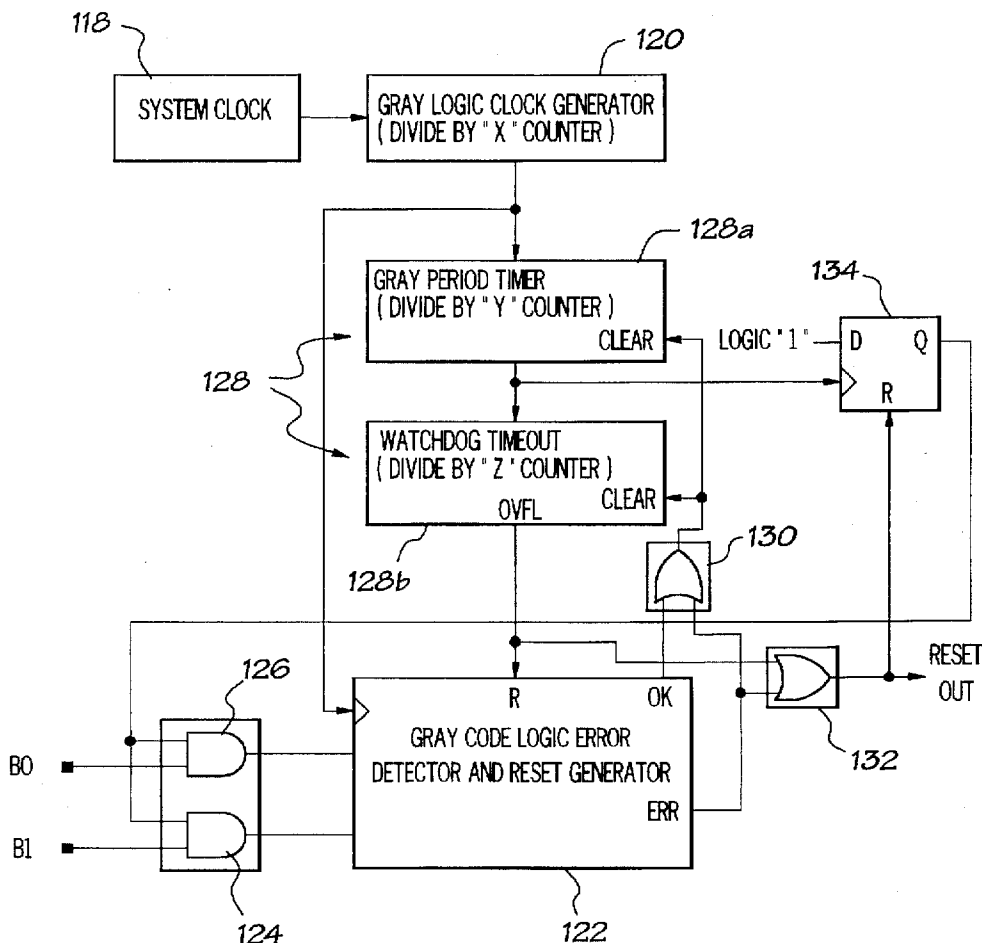 118
120
SYSTEM CLOCK
GRAY LOGIC CLOCK GENERATOR
( DIVIDE BY " X " COUNTER )
128a
GRAY PERIOD TIMER
( DIVIDE BY " Y " COUNTER )
CLEAR
134
LOGIC " 1 "
D
Q
R
128
WATCHDOG TIMEOUT
( DIVIDE BY " Z " COUNTER )
CLEAR
OVFL
128b
130
126
R
OK
RESET
OUT
GRAY CODE LOGIC ERROR
DETECTOR AND RESET GENERATOR
132
B0
ERR
B1
124
122